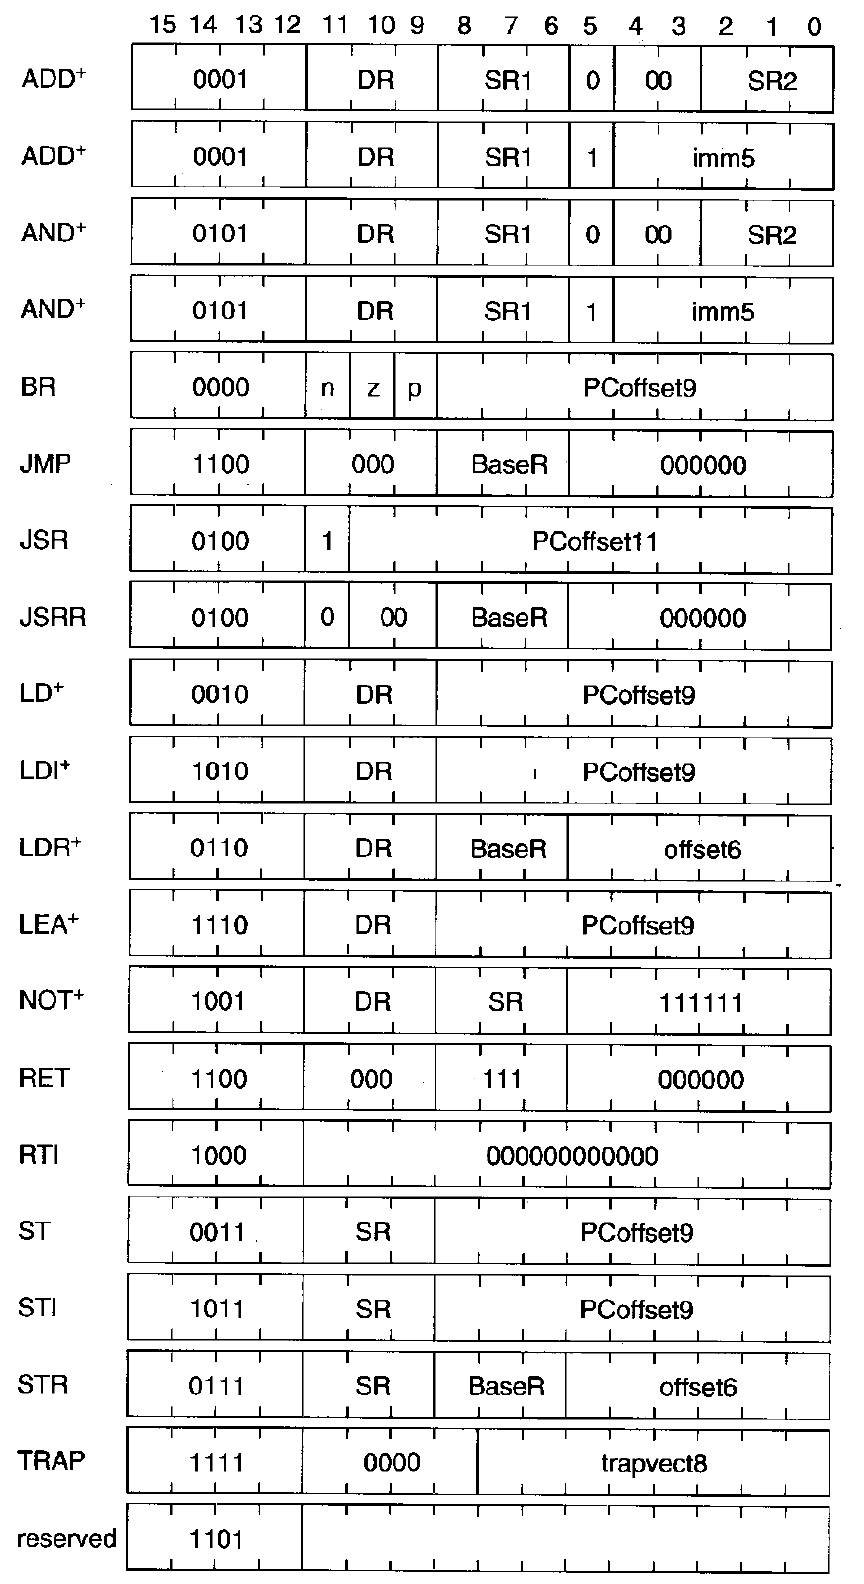 15 14 13 12 11 10 9 8 7 6 5 4 3 2 1 0
ADD+ 0001 DR SR1 0 00 SR2
ADD+ 0001 DR SR1 1 imm5
AND+ 0101 DR SR1 0 00 SR2
AND+ 0101 DR SR1 1 imm5
BR 0000 n z p PCoffset9
JMP 1100 000 BaseR 000000
JSR 0100 1 PCoffset11
JSRR 0100 0 00 BaseR 000000
LD+ 0010 DR PCoffset9
LDI+ 1010 DR PCoffset9
LDR+ 0110 DR BaseR offset6
LEA+ 1110 DR PCoffset9
NOT+ 1001 DR SR 111111
RET 1100 000 111 000000
RTI 1000 000000000000
ST 0011 SR PCoffset9
STI 1011 SR PCoffset9
STR 0111 SR BaseR offset6
TRAP 1111 0000 trapvect8
reserved 1101